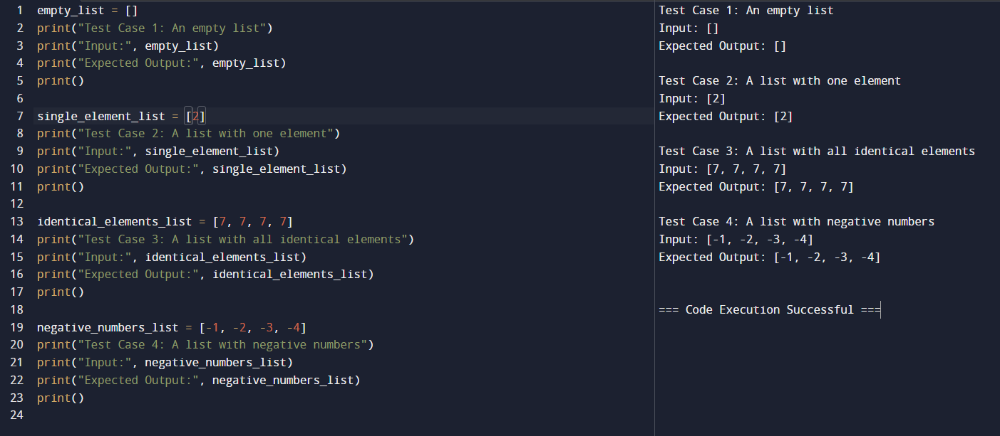 1 empty_list = []
2 print("Test Case 1: An empty list")
3 print("Input:", empty_list)
4 print("Expected Output:", empty_list)
5 print()
6
7 single_element_list = [2]
8 print("Test Case 2: A list with one element")
9 print("Input:", single_element_list)
10 print("Expected Output:", single_element_list)
11 print()
12
13 identical_elements_list = [7, 7, 7, 7]
14 print("Test Case 3: A list with all identical elements")
15 print("Input:", identical_elements_list)
16 print("Expected Output:", identical_elements_list)
17 print()
18
19 negative_numbers_list = [-1, -2, -3, -4]
20 print("Test Case 4: A list with negative numbers")
21 print("Input:", negative_numbers_list)
22 print("Expected Output:", negative_numbers_list)
23 print()
24
Test Case 1: An empty list
Input: []
Expected Output: []

Test Case 2: A list with one element
Input: [2]
Expected Output: [2]

Test Case 3: A list with all identical elements
Input: [7, 7, 7, 7]
Expected Output: [7, 7, 7, 7]

Test Case 4: A list with negative numbers
Input: [-1, -2, -3, -4]
Expected Output: [-1, -2, -3, -4]

=== Code Execution Successful ===